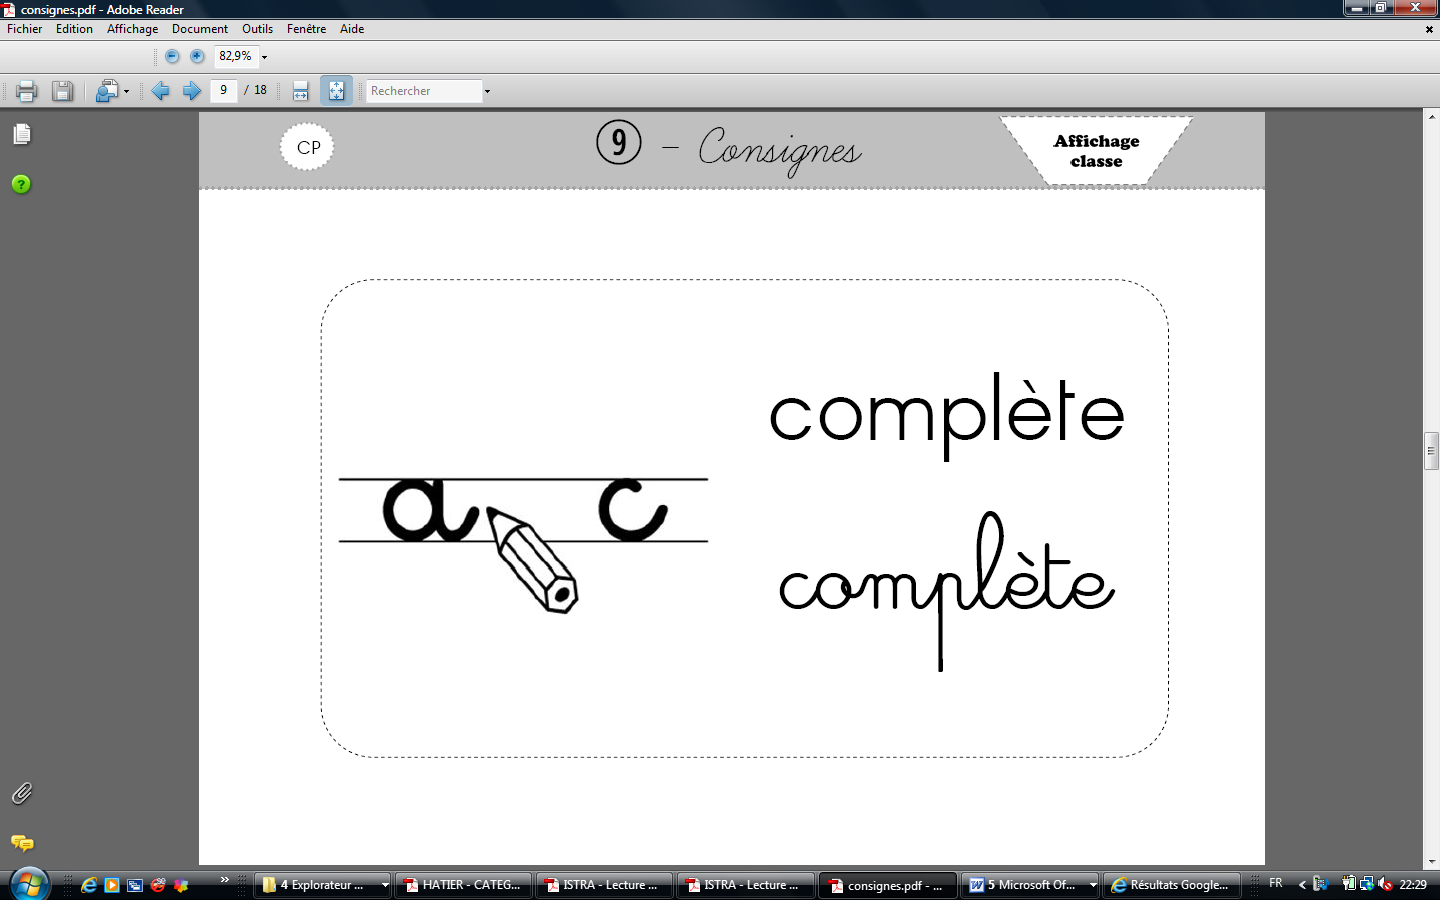 consignes.pdf - Adobe Reader
Fichier Edition Affichage Document Outils Fenêtre Aide
82,9%
9 / 18 Rechercher
CP
9 - Consignes
Affichage
classe
complète
a c
complète
4 Explorateur ... HATIER - CATEG... ISTRA - Lecture ... ISTRA - Lecture ... consignes.pdf - ... 5 Microsoft Of... Résultats Google... FR 22:29